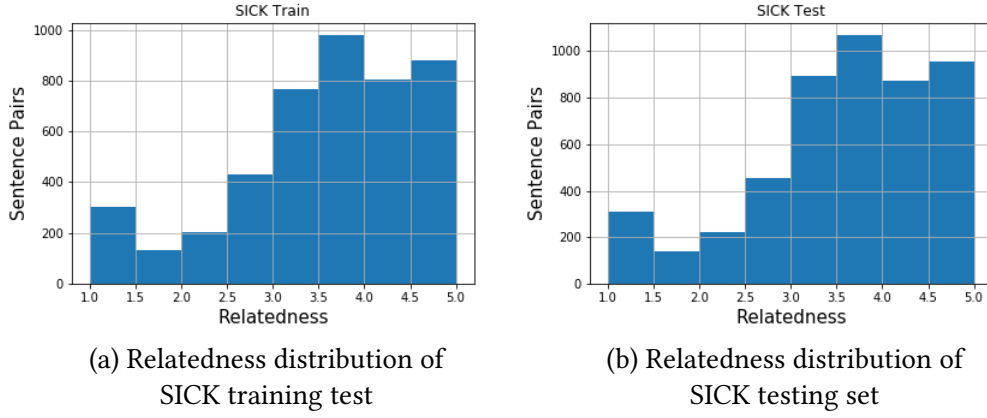 SICK Train
1000
800
600
400
200
0
Sentence Pairs
1.0 1.5 2.0 2.5 3.0 3.5 4.0 4.5 5.0
Relatedness
(a) Relatedness distribution of
SICK training test
SICK Test
1000
800
600
400
200
0
Sentence Pairs
1.0 1.5 2.0 2.5 3.0 3.5 4.0 4.5 5.0
Relatedness
(b) Relatedness distribution of
SICK testing set